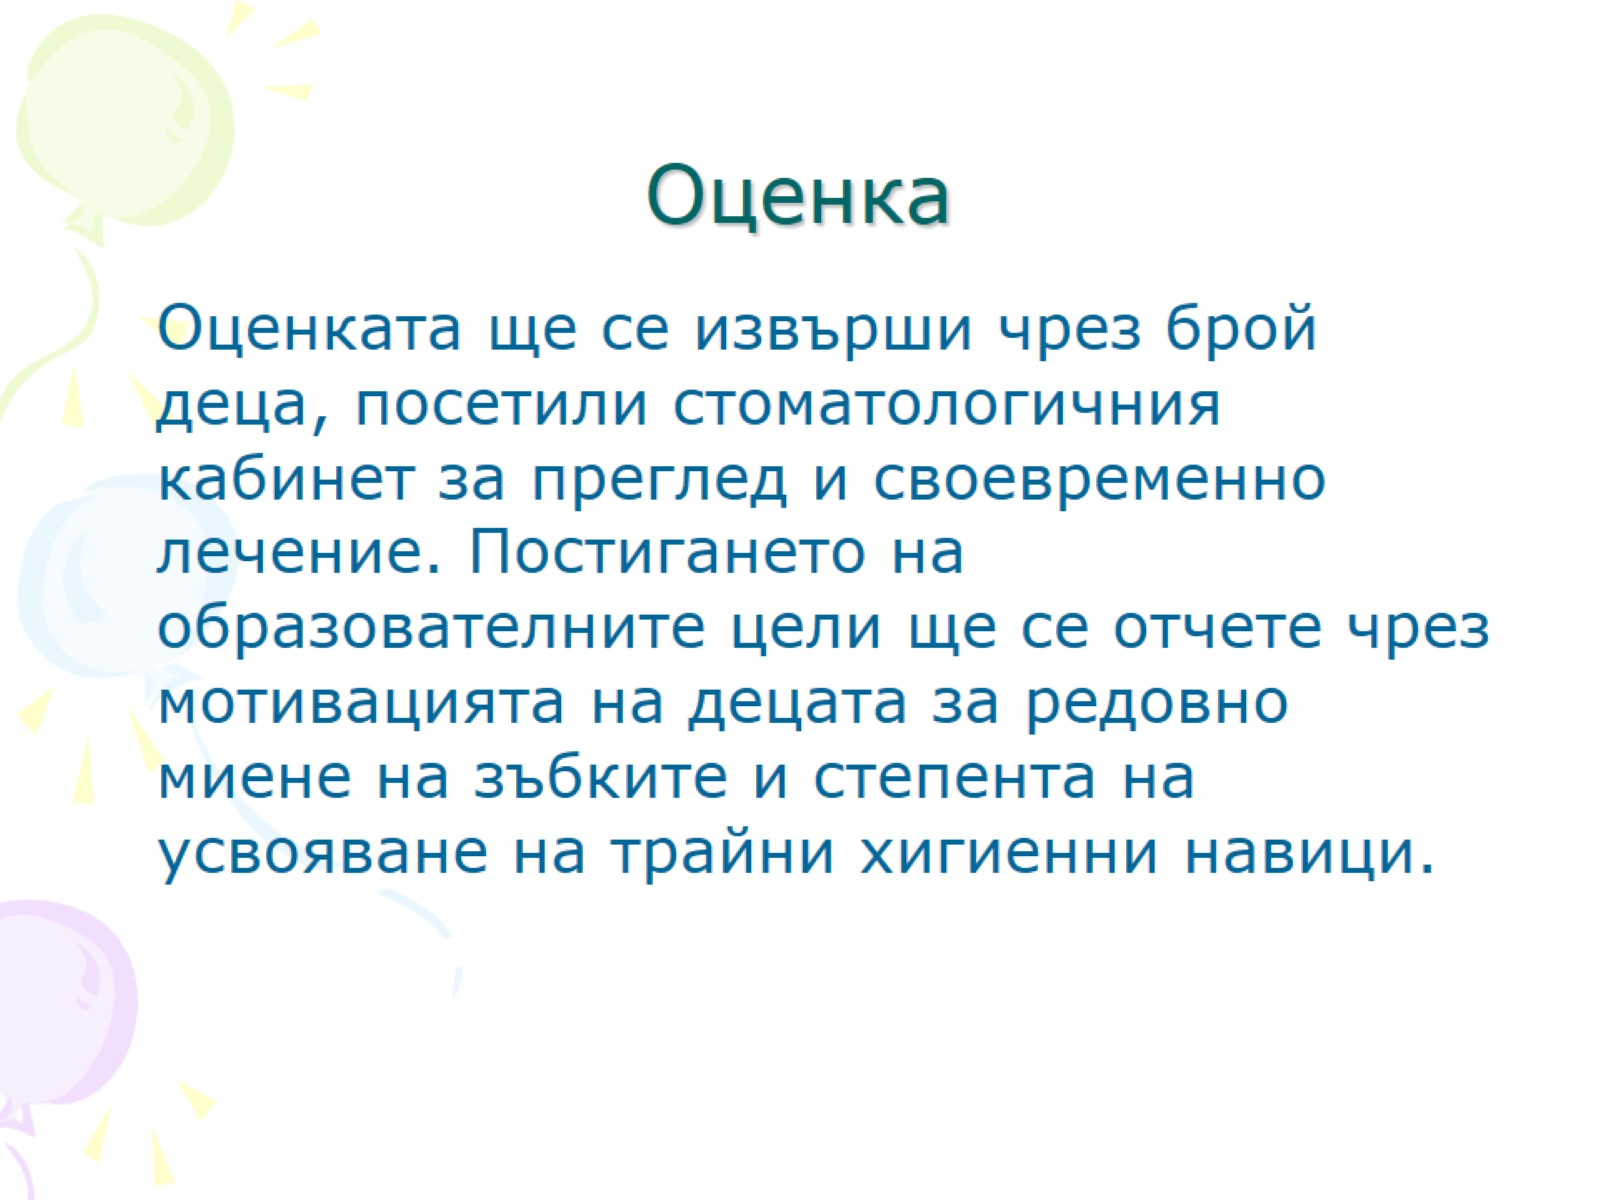 Оценка
Оценката ще се извърши чрез брой
деца, посетили стоматологичния
кабинет за преглед и своевременно
лечение. Постигането на
образователните цели ще се отчете чрез
мотивацията на децата за редовно
миене на зъбките и степента на
усвояване на трайни хигиенни навици.